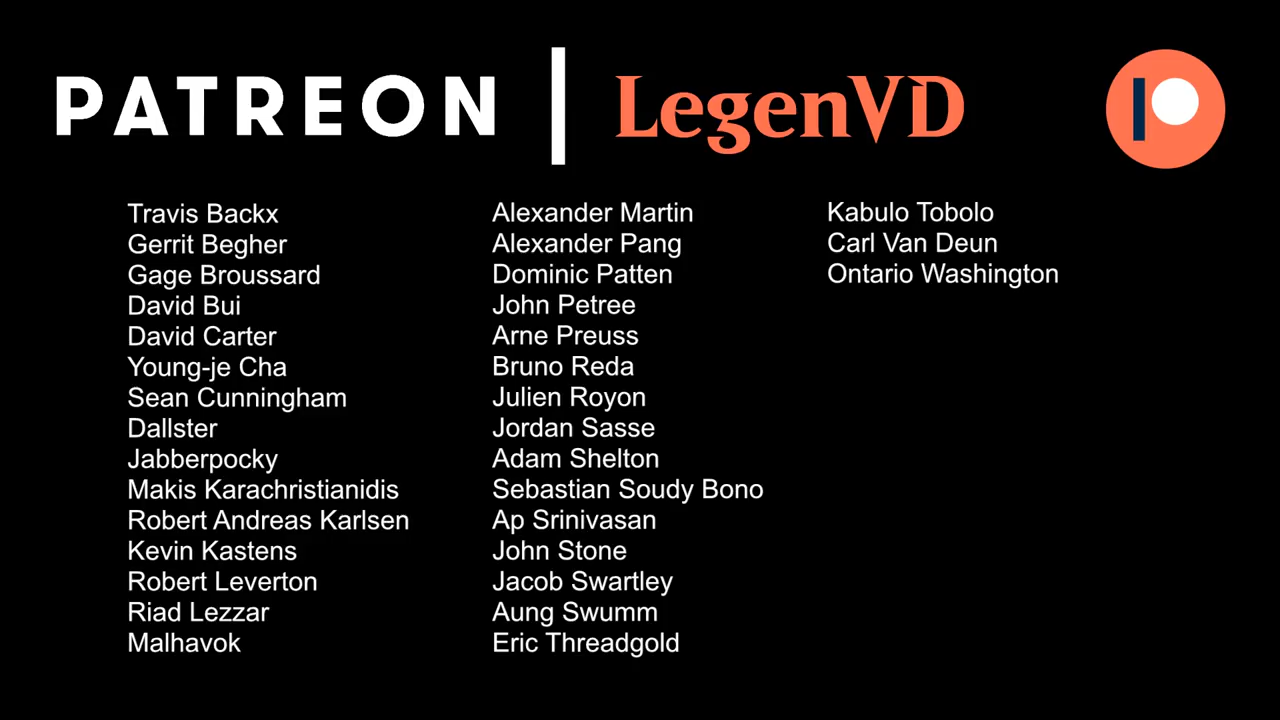 PATREON | LegenVD
Travis Backx
Gerrit Begher
Gage Broussard
David Bui
David Carter
Young-je Cha
Sean Cunningham
Dallster
Jabberpocky
Makis Karachristianidis
Robert Andreas Karlsen
Kevin Kastens
Robert Leverton
Riad Lezzar
Malhavok
Alexander Martin
Alexander Pang
Dominic Patten
John Petree
Arne Preuss
Bruno Reda
Julien Royon
Jordan Sasse
Adam Shelton
Sebastian Soudy Bono
Ap Srinivasan
John Stone
Jacob Swartley
Aung Swumm
Eric Threadgold
Kabulo Tobolo
Carl Van Deun
Ontario Washington